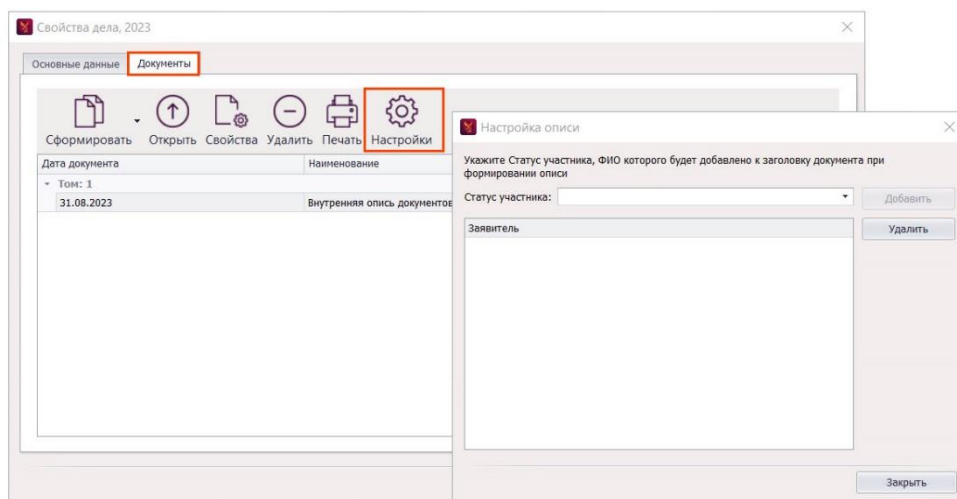 Свойства дела, 2023
Основные данные Документы
Сформировать Открыть Свойства Удалить Печать Настройки
Дата документа Наименование
Том: 1
31.08.2023 Внутренняя опись документов
Настройка описи
Укажите Статус участника, ФИО которого будет добавлено к заголовку документа при
формировании описи
Статус участника: Добавить
Заявитель Удалить
Закрыть